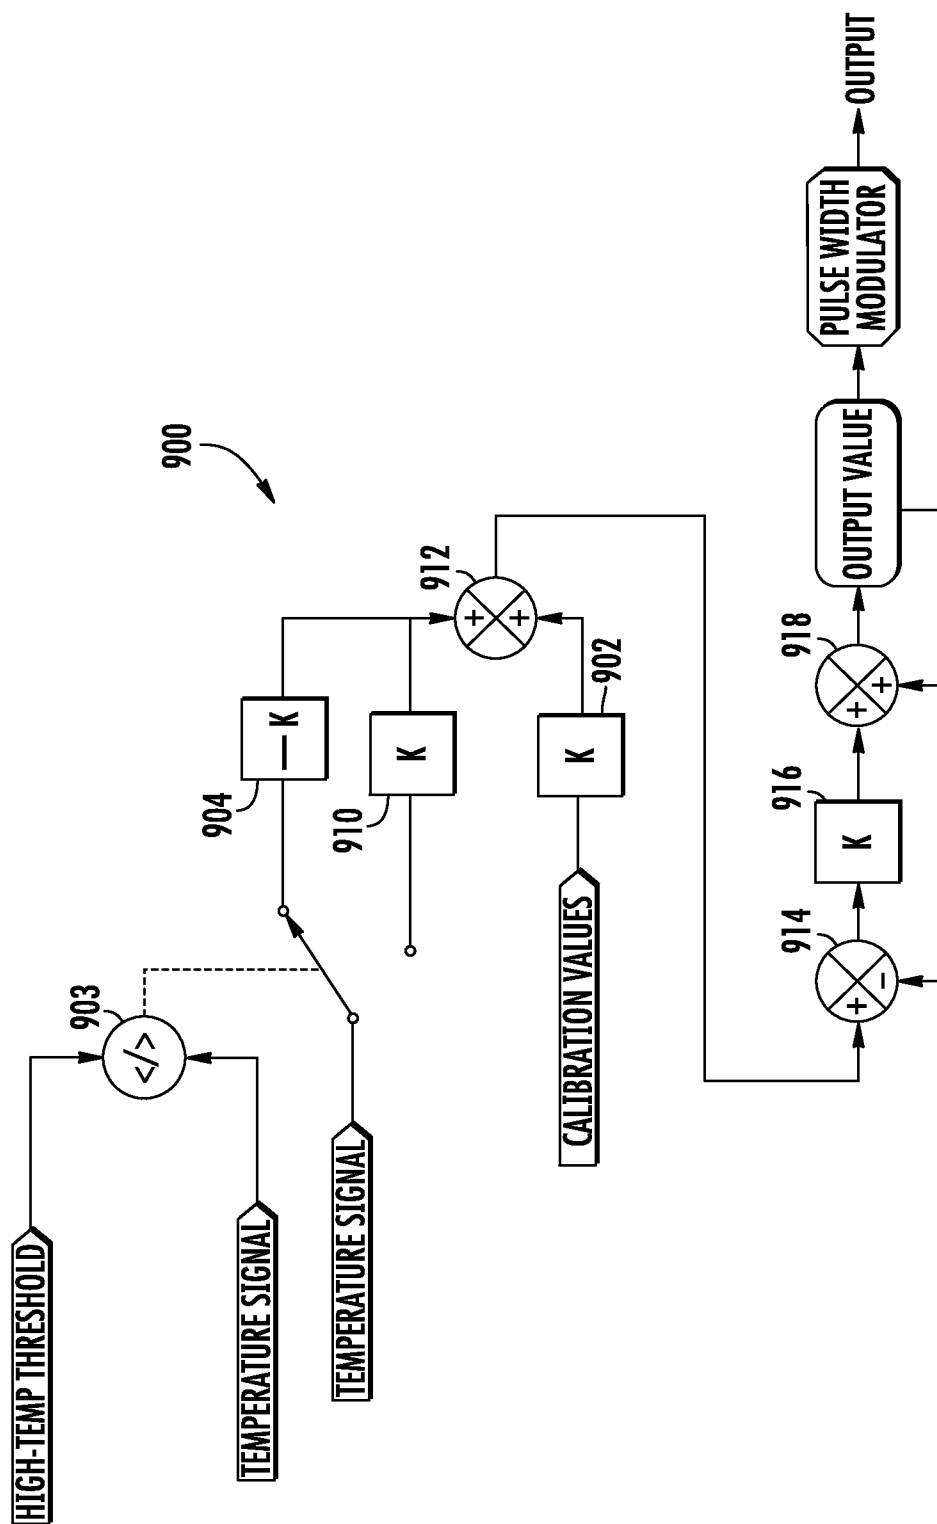 HIGH-TEMP THRESHOLD
903
</>
TEMPERATURE SIGNAL
TEMPERATURE SIGNAL
904
— K
910
K
900
912
+
+
CALIBRATION VALUES
K
902
914
+
−
916
K
918
+
+
OUTPUT VALUE
PULSE WIDTH
MODULATOR
OUTPUT